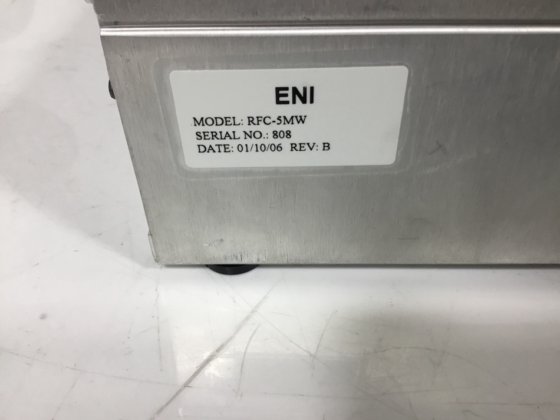 ENI
MODEL: RFC-5MW
SERIAL NO.: 808
DATE: 01/10/06 REV: B